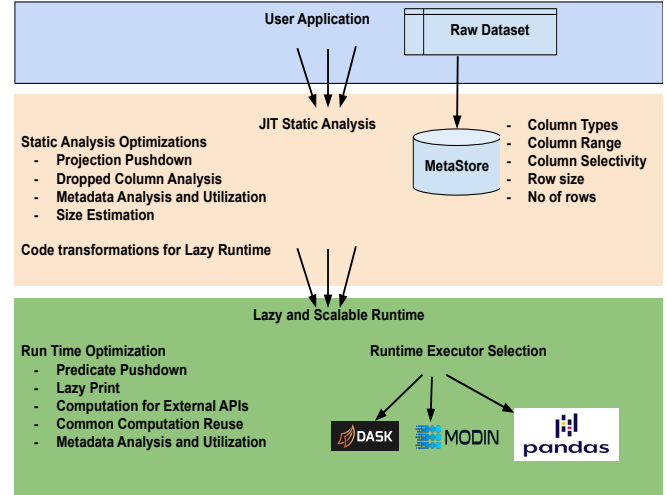 User Application
Raw Dataset
JIT Static Analysis
Static Analysis Optimizations
- Projection Pushdown
- Dropped Column Analysis
- Metadata Analysis and Utilization
- Size Estimation
Code transformations for Lazy Runtime
MetaStore
- Column Types
- Column Range
- Column Selectivity
- Row size
- No of rows
Lazy and Scalable Runtime
Run Time Optimization
- Predicate Pushdown
- Lazy Print
- Computation for External APIs
- Common Computation Reuse
- Metadata Analysis and Utilization
Runtime Executor Selection
DASK
MODIN
pandas